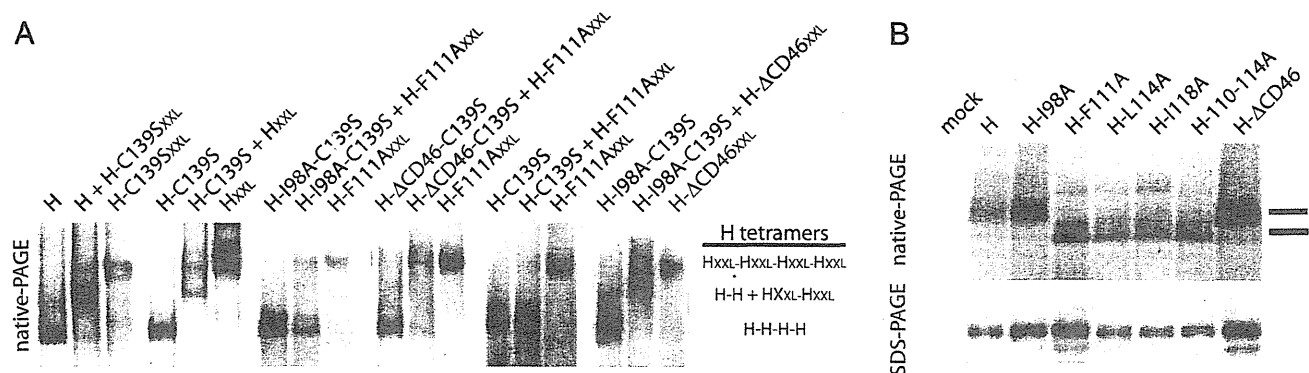 A
H
H + H-C139SXXL
H-C139SXXL
H-C139S
H-C139S + HXXL
HXXL
H-I98A-C139S
H-I98A-C139S + H-F111AXXL
H-F111AXXL
H-ΔCD46-C139S
H-ΔCD46-C139S + H-F111AXXL
H-F111AXXL
H-C139S
H-C139S + H-F111AXXL
H-F111AXXL
H-I98A-C139S
H-I98A-C139S + H-ΔCD46XXL
H-ΔCD46XXL
native-PAGE
H tetramers
HXXL-HXXL-HXXL-HXXL
H-H + HXXL-HXXL
H-H-H-H
B
mock
H
H-I98A
H-F111A
H-L114A
H-I118A
H-110-114A
H-ΔCD46
native-PAGE
SDS-PAGE